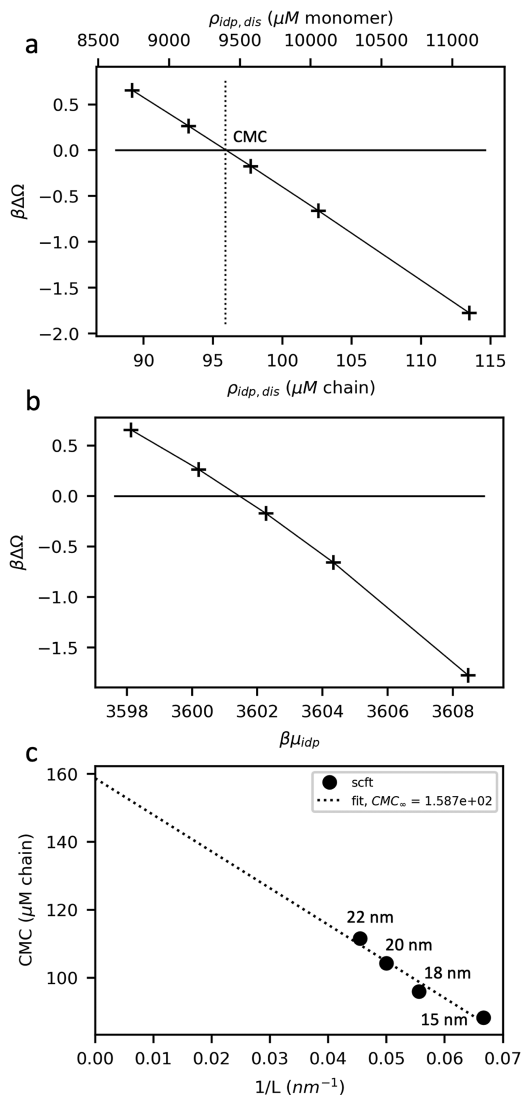 a
ρidp, dis (μM monomer)
8500 9000 9500 10000 10500 11000
0.5
0.0
−0.5
−1.0
−1.5
−2.0
βΔΩ
CMC
90 95 100 105 110 115
ρidp, dis (μM chain)
b
0.5
0.0
−0.5
−1.0
−1.5
βΔΩ
3598 3600 3602 3604 3606 3608
βμidp
c
160
140
120
100
CMC (μM chain)
scft
fit, CMC∞ = 1.587e+02
22 nm
20 nm
18 nm
15 nm
0.00 0.01 0.02 0.03 0.04 0.05 0.06 0.07
1/L (nm−1)